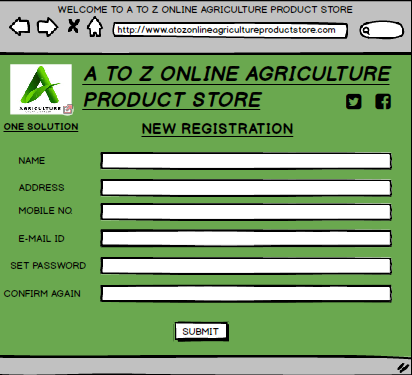 WELCOME TO A TO Z ONLINE AGRICULTURE PRODUCT STORE
http://www.atozonlineagricultureproductstore.com
A TO Z ONLINE AGRICULTURE
PRODUCT STORE
AGRICULTURE
ONE SOLUTION
NEW REGISTRATION
NAME
ADDRESS
MOBILE NO
E-MAIL ID
SET PASSWORD
CONFIRM AGAIN
SUBMIT